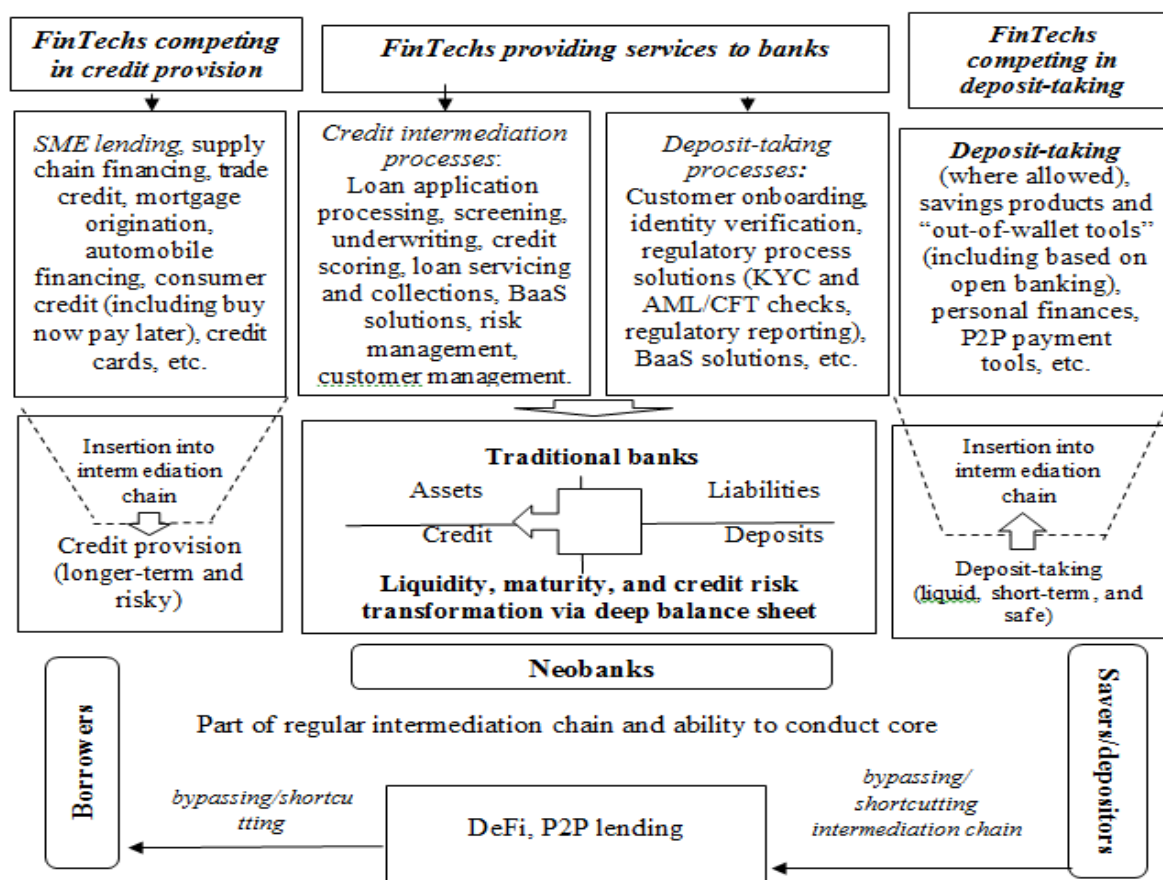 FinTechs competing
in credit provision
FinTechs providing services to banks
FinTechs
competing in
deposit-taking
SME lending, supply
chain financing, trade
credit, mortgage
origination,
automobile
financing, consumer
credit (including buy
now pay later), credit
cards, etc.
Credit intermediation
processes:
Loan application
processing, screening,
underwriting, credit
scoring, loan servicing
and collections, BaaS
solutions, risk
management,
customer management.
Deposit-taking
processes:
Customer onboarding,
identity verification,
regulatory process
solutions (KYC and
AML/CFT checks,
regulatory reporting),
BaaS solutions, etc.
Deposit-taking
(where allowed),
savings products and
“out-of-wallet tools”
(including based on
open banking),
personal finances,
P2P payment
tools, etc.
Insertion into
intermediation
chain
Credit provision
(longer-term and
risky)
Traditional banks
Assets
Liabilities
Credit
Deposits
Liquidity, maturity, and credit risk
transformation via deep balance sheet
Insertion into
intermediation
chain
Deposit-taking
(liquid, short-term, and
safe)
Borrowers
Neobanks
Savers/depositors
Part of regular intermediation chain and ability to conduct core
bypassing/shortcu
tting
DeFi, P2P lending
bypassing/
shortcutting
intermediation chain